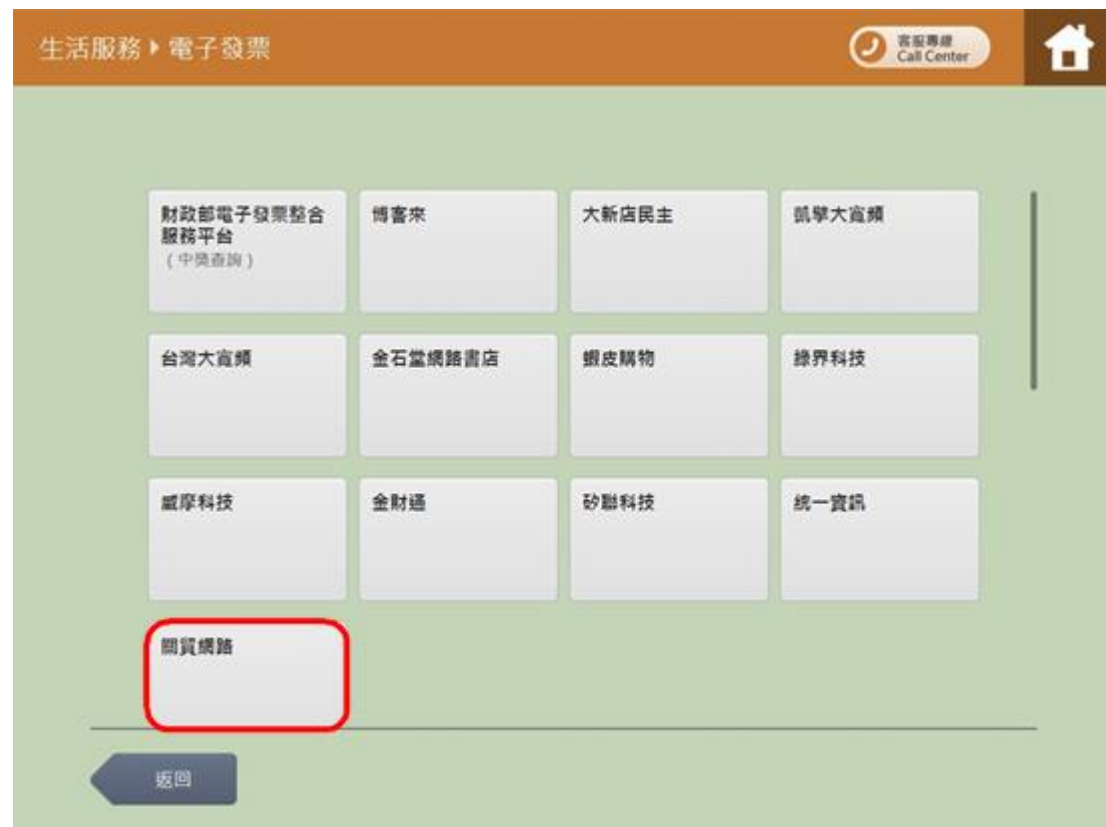 生活服務 ▸ 電子發票
客服專線
Call Center
財政部電子發票整合
服務平台
(中獎查詢)
博客來
大新店民主
凱擘大寬頻
台灣大寬頻
金石堂網路書店
蝦皮購物
綠界科技
威摩科技
金財通
矽聯科技
統一資訊
關貿網路
返回